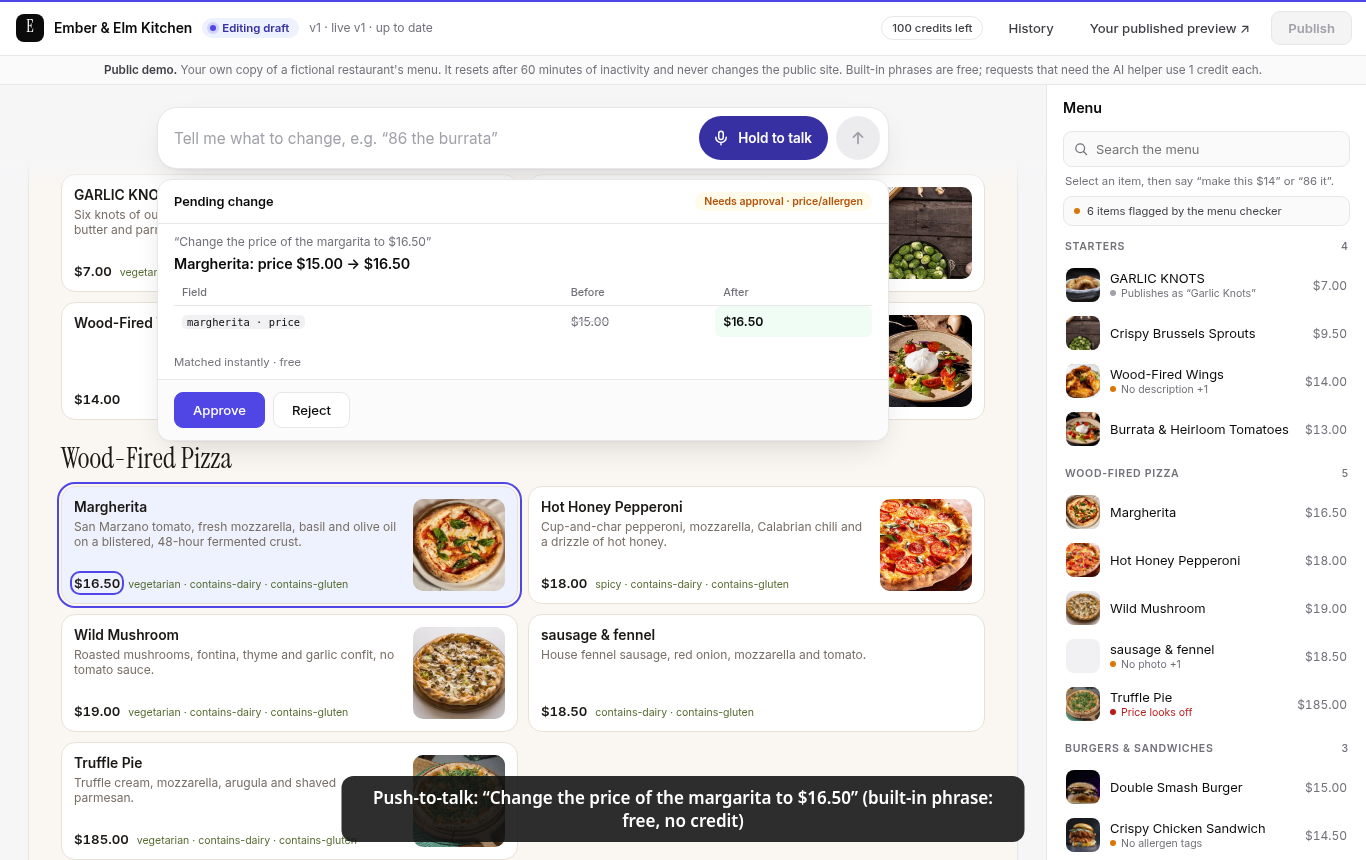 E
Ember & Elm Kitchen
Editing draft
v1 · live v1 · up to date
100 credits left
History
Your published preview ↗
Publish
Public demo. Your own copy of a fictional restaurant's menu. It resets after 60 minutes of inactivity and never changes the public site. Built-in phrases are free; requests that need the AI helper use 1 credit each.
Tell me what to change, e.g. “86 the burrata”
Hold to talk
GARLIC KNO
Six knots of ou
butter and parm
$7.00 vegetar
Wood-Fired
$14.00
Pending change
Needs approval · price/allergen
“Change the price of the margarita to $16.50”
Margherita: price $15.00 → $16.50
Field Before After
margherita · price $15.00 $16.50
Matched instantly · free
Approve
Reject
Wood-Fired Pizza
Margherita
San Marzano tomato, fresh mozzarella, basil and olive oil
on a blistered, 48-hour fermented crust.
$16.50 vegetarian · contains-dairy · contains-gluten
Hot Honey Pepperoni
Cup-and-char pepperoni, mozzarella, Calabrian chili and
a drizzle of hot honey.
$18.00 spicy · contains-dairy · contains-gluten
Wild Mushroom
Roasted mushrooms, fontina, thyme and garlic confit, no
tomato sauce.
$19.00 vegetarian · contains-dairy · contains-gluten
sausage & fennel
House fennel sausage, red onion, mozzarella and tomato.
$18.50 contains-dairy · contains-gluten
Truffle Pie
Truffle cream, mozzarella, arugula and shaved
parmesan.
$185.00 vegetarian · contains-dairy · contains-gluten
Push-to-talk: “Change the price of the margarita to $16.50” (built-in phrase:
free, no credit)
Menu
Search the menu
Select an item, then say “make this $14” or “86 it”.
6 items flagged by the menu checker
STARTERS 4
GARLIC KNOTS
Publishes as “Garlic Knots”
$7.00
Crispy Brussels Sprouts $9.50
Wood-Fired Wings
No description +1
$14.00
Burrata & Heirloom Tomatoes $13.00
WOOD-FIRED PIZZA 5
Margherita $16.50
Hot Honey Pepperoni $18.00
Wild Mushroom $19.00
sausage & fennel
No photo +1
$18.50
Truffle Pie
Price looks off
$185.00
BURGERS & SANDWICHES 3
Double Smash Burger $15.00
Crispy Chicken Sandwich
No allergen tags
$14.50